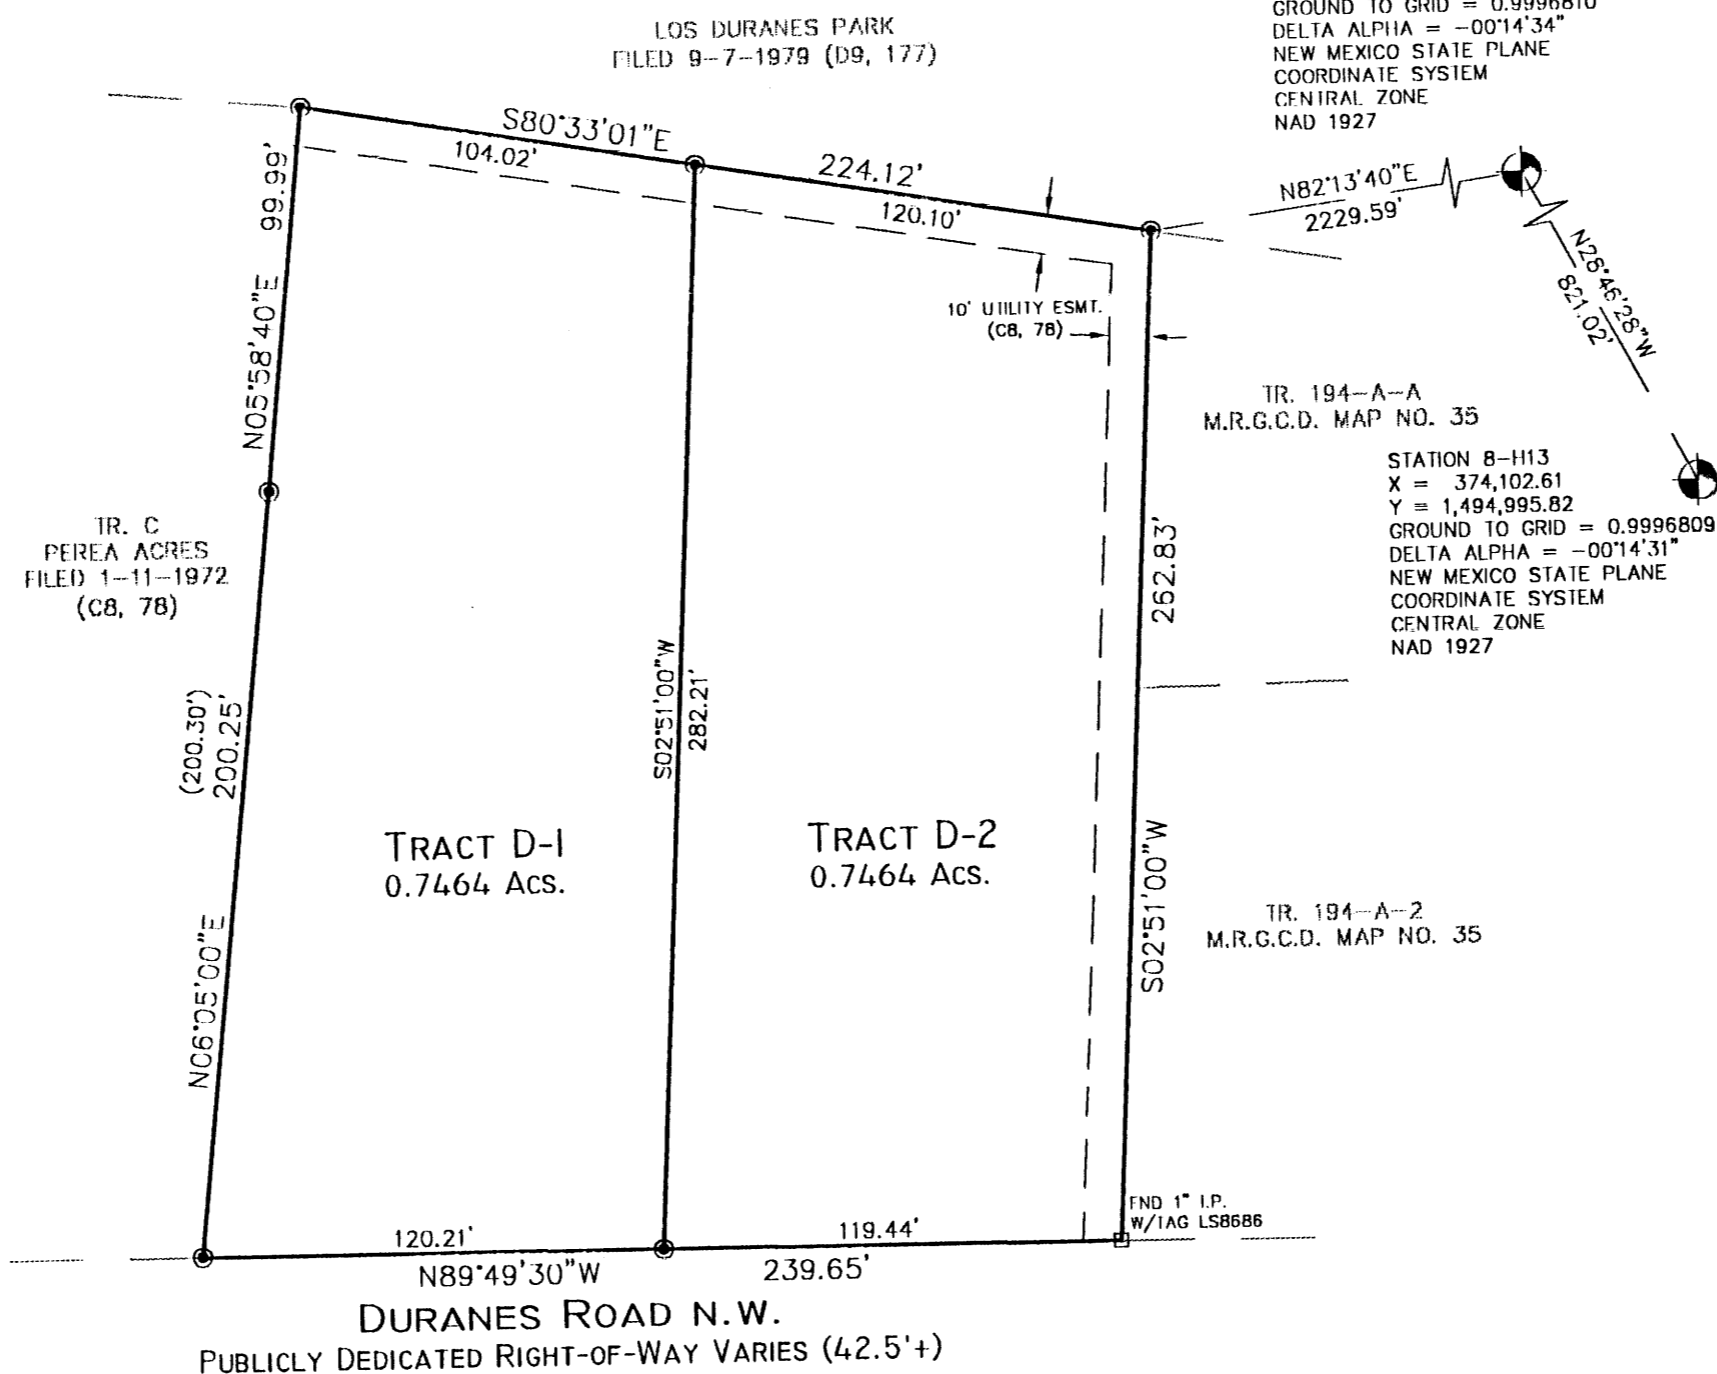 LOS DURANES PARK
FILED 9-7-1979 (D9, 177)
GROUND TO GRID = 0.9996810
DELTA ALPHA = -00°14'34"
NEW MEXICO STATE PLANE
COORDINATE SYSTEM
CENTRAL ZONE
NAD 1927
S80°33'01"E
104.02'
224.12'
120.10'
N82°13'40"E
2229.59'
N28°46'28"W
821.02'
99.99'
N05°58'40"E
10' UTILITY ESMT.
(C8, 78)
TR. 194-A-A
M.R.G.C.D. MAP NO. 35
STATION 8-H13
X = 374,102.61
Y = 1,494,995.82
GROUND TO GRID = 0.9996809
DELTA ALPHA = -00°14'31"
NEW MEXICO STATE PLANE
COORDINATE SYSTEM
CENTRAL ZONE
NAD 1927
TR. C
PEREA ACRES
FILED 1-11-1972
(C8, 78)
262.83'
(200.30')
200.25'
S02°51'00"W
282.21'
TRACT D-1
0.7464 ACS.
TRACT D-2
0.7464 ACS.
S02°51'00"W
TR. 194-A-2
M.R.G.C.D. MAP NO. 35
N06°05'00"E
FND 1" I.P.
W/TAG LS8686
120.21'
119.44'
N89°49'30"W
239.65'
DURANES ROAD N.W.
PUBLICLY DEDICATED RIGHT-OF-WAY VARIES (42.5'+)